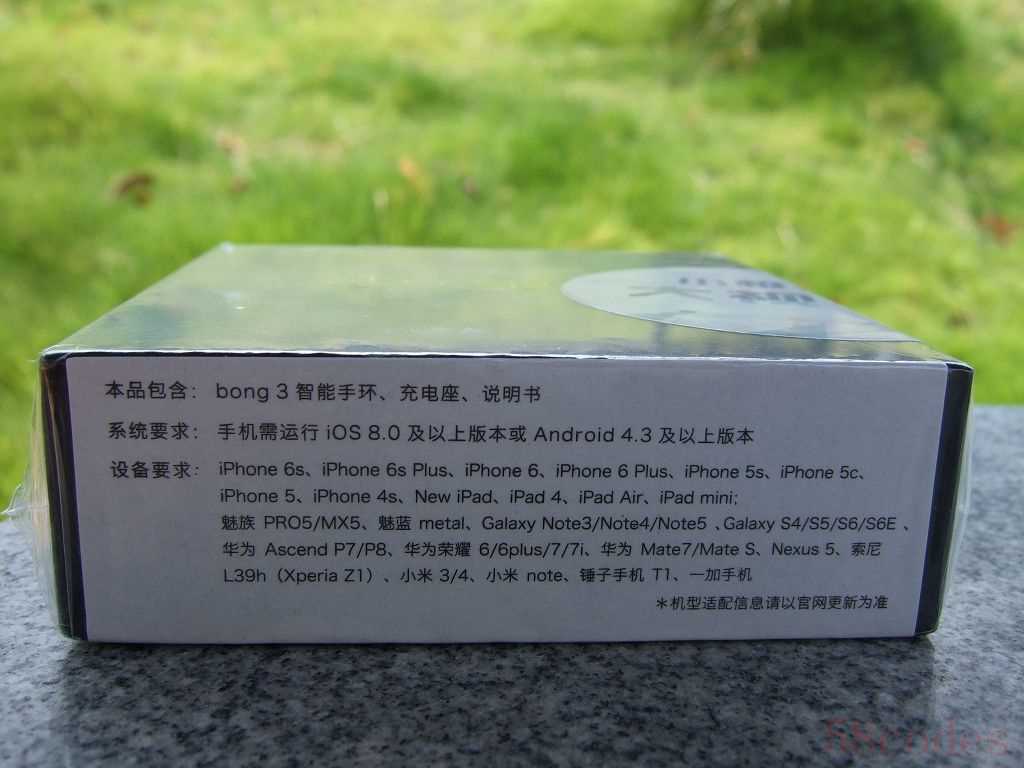 本品包含： bong 3 智能手环、充电座、说明书
系统要求： 手机需运行 iOS 8.0 及以上版本或 Android 4.3 及以上版本
设备要求： iPhone 6s、iPhone 6s Plus、iPhone 6、iPhone 6 Plus、iPhone 5s、iPhone 5c、
iPhone 5、iPhone 4s、New iPad、iPad 4、iPad Air、iPad mini;
魅族 PRO5/MX5、魅蓝 metal、Galaxy Note3/Note4/Note5 、Galaxy S4/S5/S6/S6E 、
华为 Ascend P7/P8、华为荣耀 6/6plus/7/7i、华为 Mate7/Mate S、Nexus 5、索尼
L39h（Xperia Z1）、小米 3/4、小米 note、锤子手机 T1、一加手机
＊机型适配信息请以官网更新为准
58codes